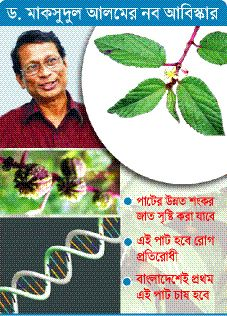 ড. মাকসুদুল আলমের নব আবিস্কার
পাটের উন্নত শংকর
জাত সৃষ্টি করা যাবে
এই পাট হবে রোগ
প্রতিরোধী
বাংলাদেশেই প্রথম
এই পাট চাষ হবে